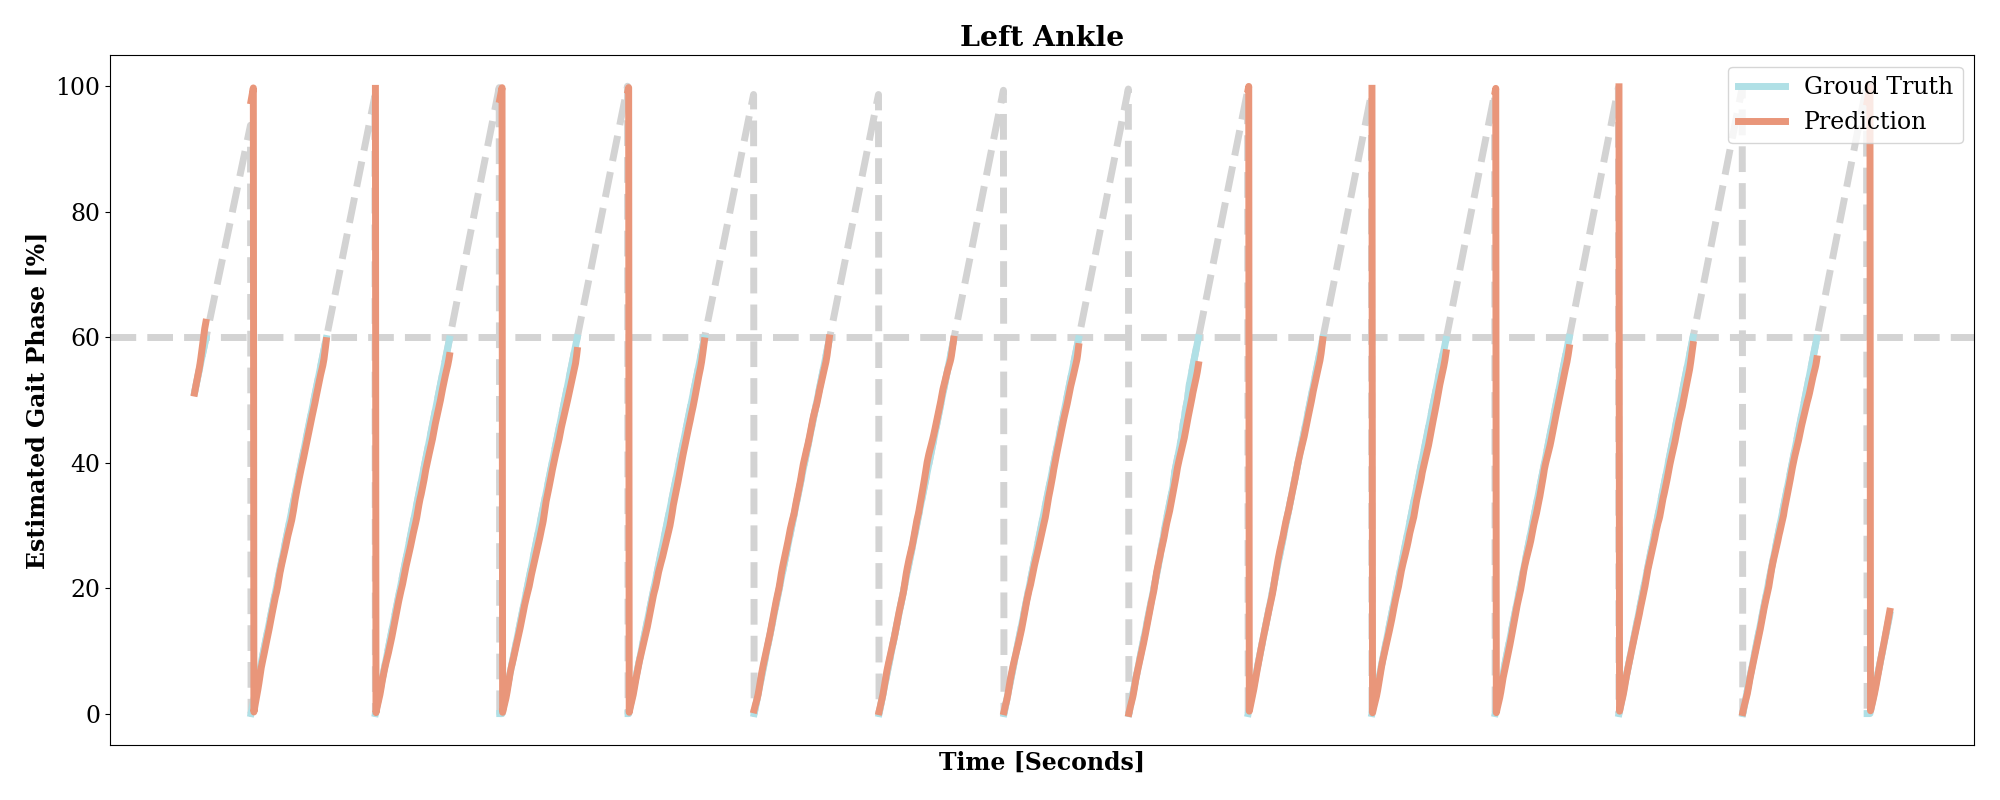 Left Ankle
Groud Truth
Prediction
Estimated Gait Phase [%]
100
80
60
40
20
0
Time [Seconds]